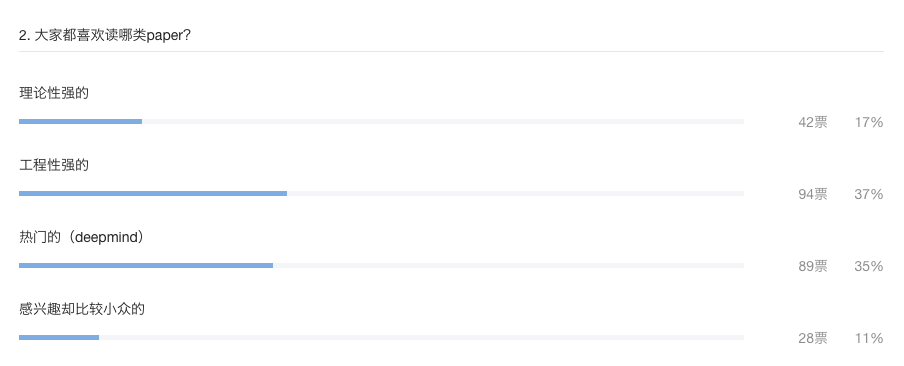 2. 大家都喜欢读哪类paper？
理论性强的
42票 17%
工程性强的
94票 37%
热门的（deepmind）
89票 35%
感兴趣却比较小众的
28票 11%